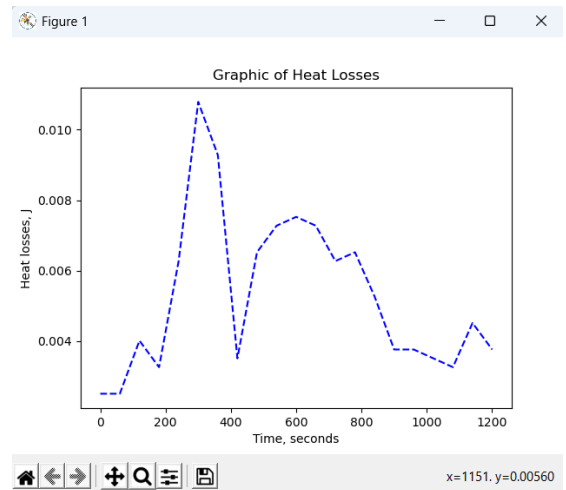 Figure 1
Graphic of Heat Losses
0.010
0.008
0.006
0.004
Heat losses, J
0 200 400 600 800 1000 1200
Time, seconds
x=1151. y=0.00560